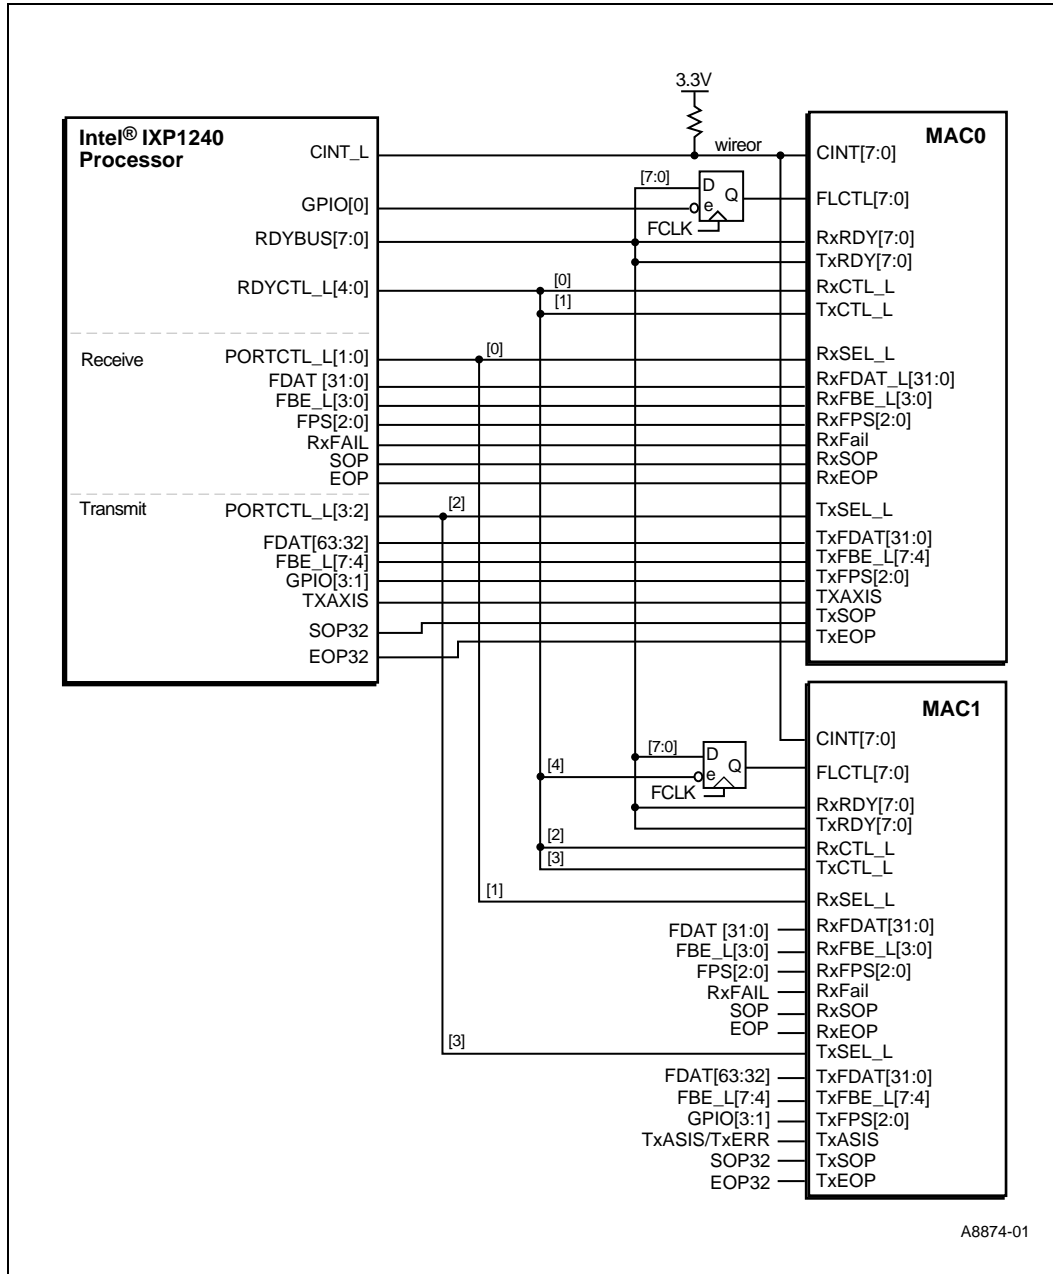 3.3V
Intel® IXP1240
Processor
CINT_L
wireor
CINT[7:0]
MAC0
[7:0]
D
Q
e
FCLK
GPIO[0]
FLCTL[7:0]
RDYBUS[7:0]
RxRDY[7:0]
TxRDY[7:0]
RDYCTL_L[4:0]
[0]
RxCTL_L
[1]
TxCTL_L
Receive
PORTCTL_L[1:0]
[0]
RxSEL_L
FDAT [31:0]
RxFDAT_L[31:0]
FBE_L[3:0]
RxFBE_L[3:0]
FPS[2:0]
RxFPS[2:0]
RxFAIL
RxFail
SOP
RxSOP
EOP
RxEOP
Transmit
PORTCTL_L[3:2]
[2]
TxSEL_L
FDAT[63:32]
TxFDAT[31:0]
FBE_L[7:4]
TxFBE_L[7:4]
GPIO[3:1]
TxFPS[2:0]
TXAXIS
TXAXIS
SOP32
TxSOP
EOP32
TxEOP
MAC1
CINT[7:0]
[7:0]
D
Q
e
FCLK
[4]
FLCTL[7:0]
RxRDY[7:0]
TxRDY[7:0]
[2]
RxCTL_L
[3]
TxCTL_L
[1]
RxSEL_L
FDAT [31:0]
RxFDAT[31:0]
FBE_L[3:0]
RxFBE_L[3:0]
FPS[2:0]
RxFPS[2:0]
RxFAIL
RxFail
SOP
RxSOP
EOP
RxEOP
[3]
TxSEL_L
FDAT[63:32]
TxFDAT[31:0]
FBE_L[7:4]
TxFBE_L[7:4]
GPIO[3:1]
TxFPS[2:0]
TxASIS/TxERR
TxASIS
SOP32
TxSOP
EOP32
TxEOP
A8874-01